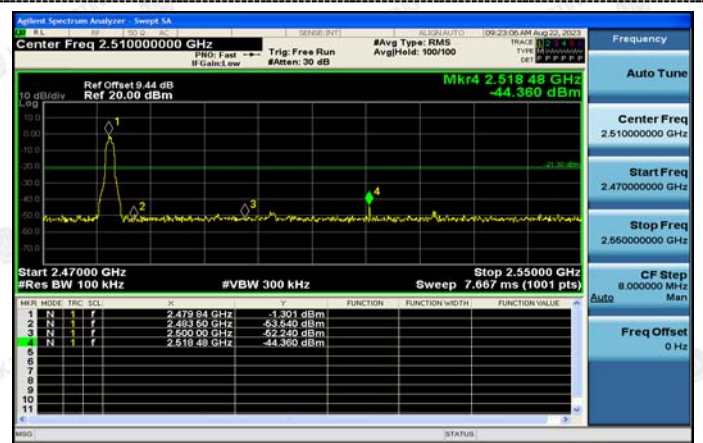 Agilent Spectrum Analyzer - Swept SA
RL RF 50 Ω AC SENSE:INT ALIGN AUTO 09:23:06 AM Aug 22, 2023
Center Freq 2.510000000 GHz
PNO: Fast
IFGain:Low
Trig: Free Run
#Atten: 30 dB
#Avg Type: RMS
Avg|Hold: 100/100
TRACE 1 2 3 4 5 6
TYPE
DET P P P P P P
Mkr4 2.518 48 GHz
-44.360 dBm
Ref Offset 9.44 dB
Ref 20.00 dBm
10 dB/div
Log
10.0
0.00
-10.0
-20.0
-30.0
-40.0
-50.0
-60.0
-70.0
1
2
3
4
-21.30 dBm
Start 2.47000 GHz
Stop 2.55000 GHz
#Res BW 100 kHz
#VBW 300 kHz
Sweep 7.667 ms (1001 pts)
MKR MODE TRC SCL X Y FUNCTION FUNCTION WIDTH FUNCTION VALUE
1 N 1 f 2.479 84 GHz -1.301 dBm
2 N 1 f 2.483 50 GHz -53.540 dBm
3 N 1 f 2.500 00 GHz -52.240 dBm
4 N 1 f 2.518 48 GHz -44.360 dBm
5
6
7
8
9
10
11
MSG
STATUS
Frequency
Auto Tune
Center Freq
2.510000000 GHz
Start Freq
2.470000000 GHz
Stop Freq
2.550000000 GHz
CF Step
8.000000 MHz
Auto Man
Freq Offset
0 Hz